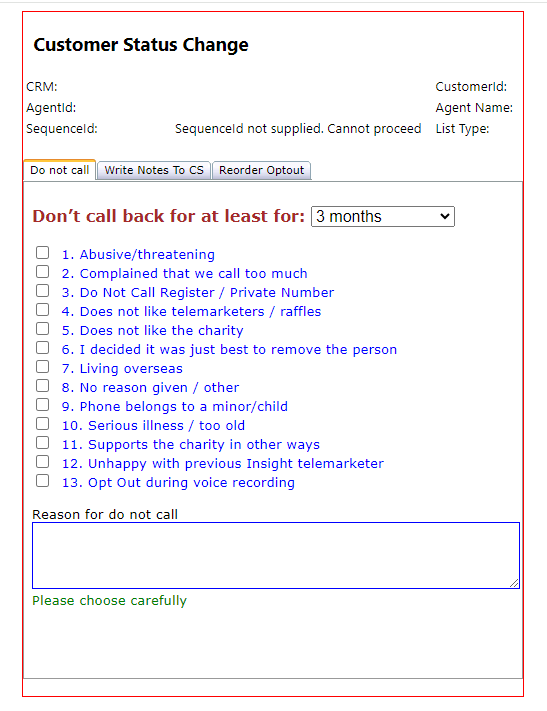 Customer Status Change
CRM: CustomerId:
AgentId: Agent Name:
SequenceId: SequenceId not supplied. Cannot proceed List Type:
Do not call Write Notes To CS Reorder Optout
Don’t call back for at least for: 3 months
1. Abusive/threatening
2. Complained that we call too much
3. Do Not Call Register / Private Number
4. Does not like telemarketers / raffles
5. Does not like the charity
6. I decided it was just best to remove the person
7. Living overseas
8. No reason given / other
9. Phone belongs to a minor/child
10. Serious illness / too old
11. Supports the charity in other ways
12. Unhappy with previous Insight telemarketer
13. Opt Out during voice recording
Reason for do not call
Please choose carefully